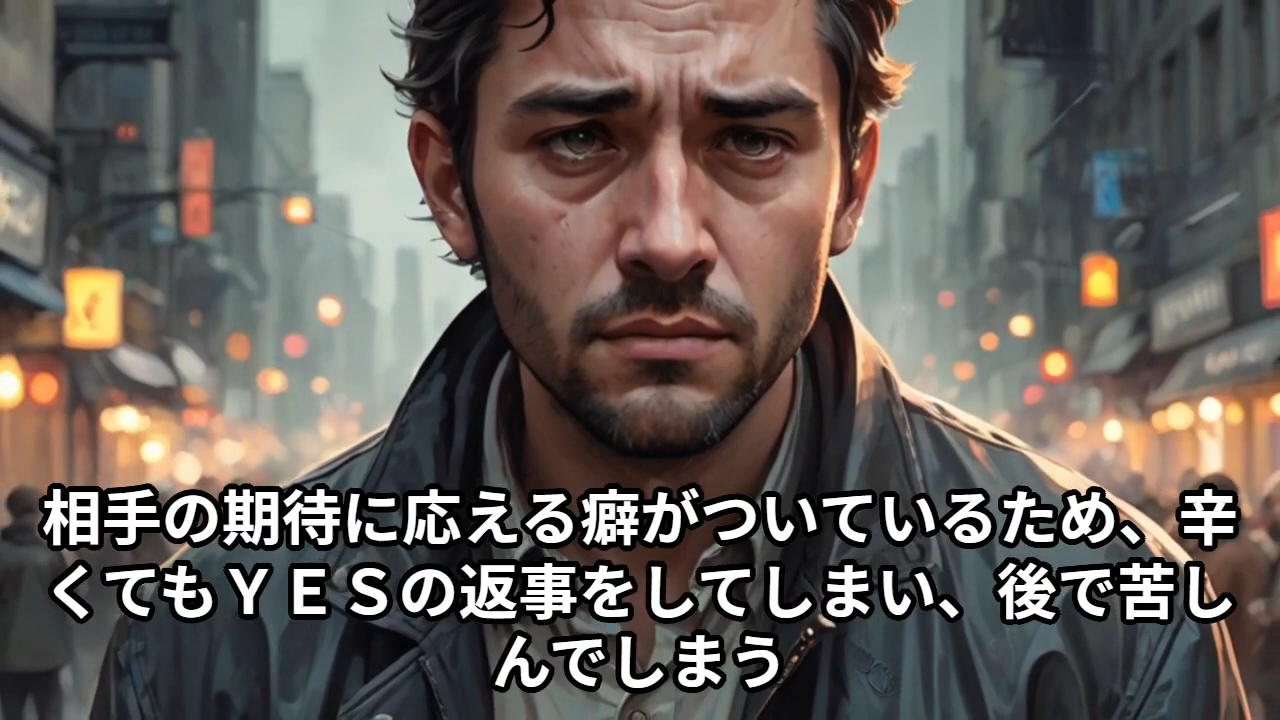 相手の期待に応える癖がついているため、辛
くてもＹＥＳの返事をしてしまい、後で苦し
んでしまう